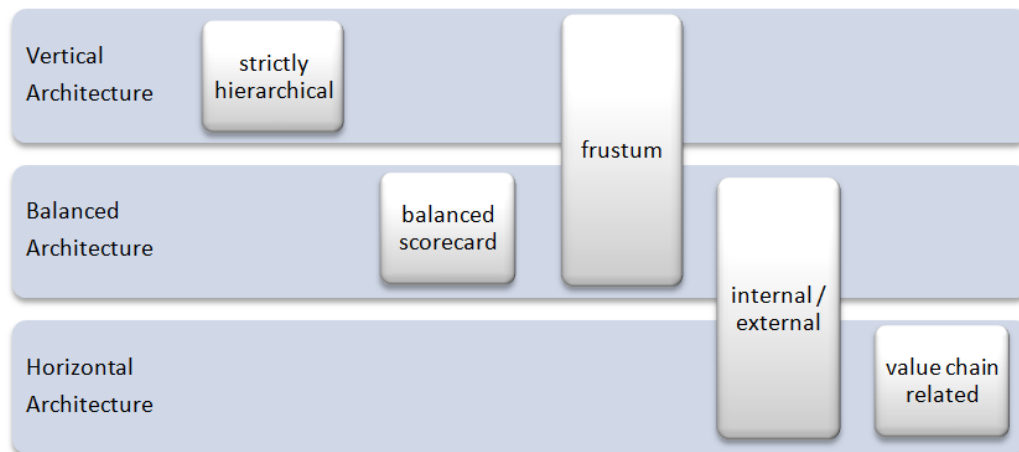 Vertical
Architecture
strictly
hierarchical
frustum
Balanced
Architecture
balanced
scorecard
internal /
external
Horizontal
Architecture
value chain
related